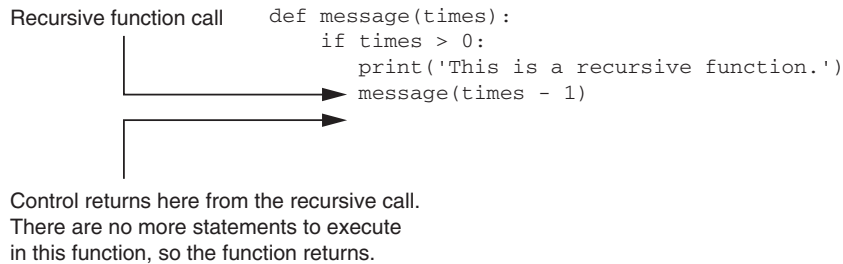 Recursive function call
def message(times):
    if times > 0:
        print('This is a recursive function.')
        message(times - 1)
Control returns here from the recursive call.
There are no more statements to execute
in this function, so the function returns.